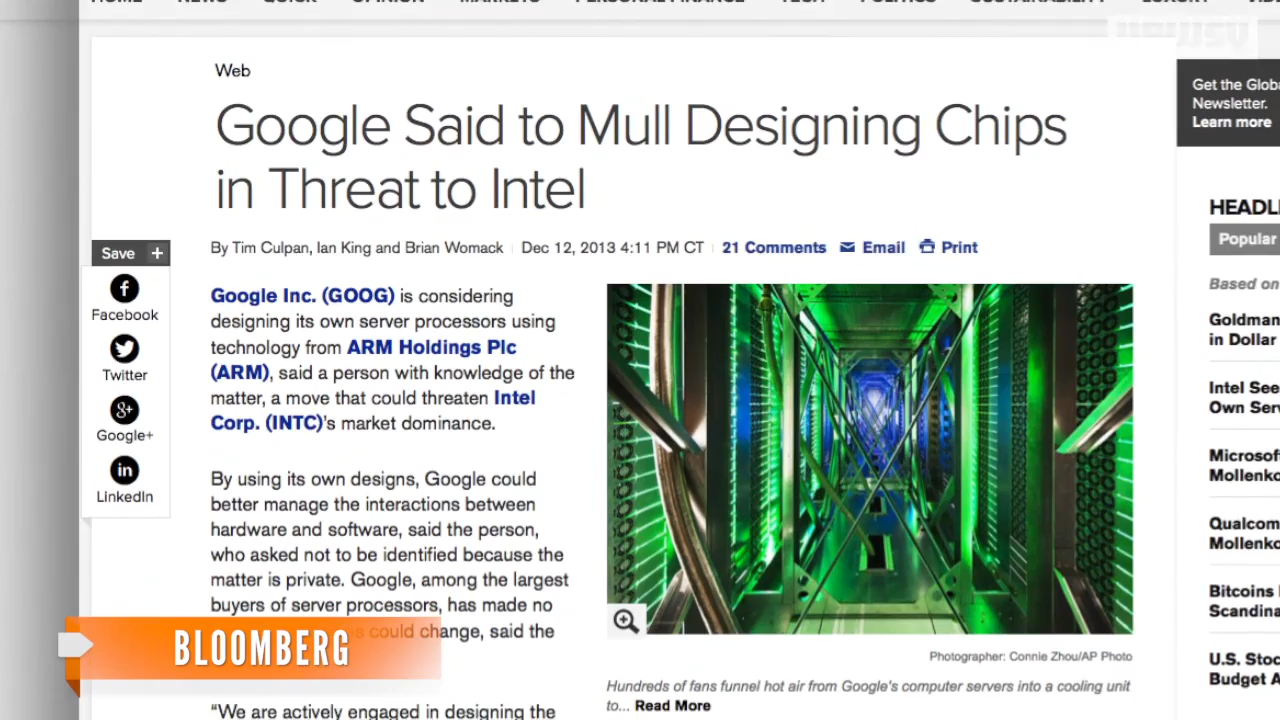 HOME NEWS QUICK OPINION MARKETS PERSONAL FINANCE TECH POLITICS SUSTAINABILITY LUXURY
newsy
Web
Google Said to Mull Designing Chips
in Threat to Intel
By Tim Culpan, Ian King and Brian Womack Dec 12, 2013 4:11 PM CT 21 Comments Email Print
Save +
Facebook
Twitter
Google+
LinkedIn
Google Inc. (GOOG) is considering
designing its own server processors using
technology from ARM Holdings Plc
(ARM), said a person with knowledge of the
matter, a move that could threaten Intel
Corp. (INTC)'s market dominance.
By using its own designs, Google could
better manage the interactions between
hardware and software, said the person,
who asked not to be identified because the
matter is private. Google, among the largest
buyers of server processors, has made no
could change, said the
“We are actively engaged in designing the
Photographer: Connie Zhou/AP Photo
Hundreds of fans funnel hot air from Google's computer servers into a cooling unit
to... Read More
Get the Globa
Newsletter.
Learn more
HEADLI
Popular
Based on
Goldman
in Dollar
Intel See
Own Serv
Microsof
Mollenko
Qualcom
Mollenko
Bitcoins
Scandina
U.S. Stoc
Budget A
BLOOMBERG